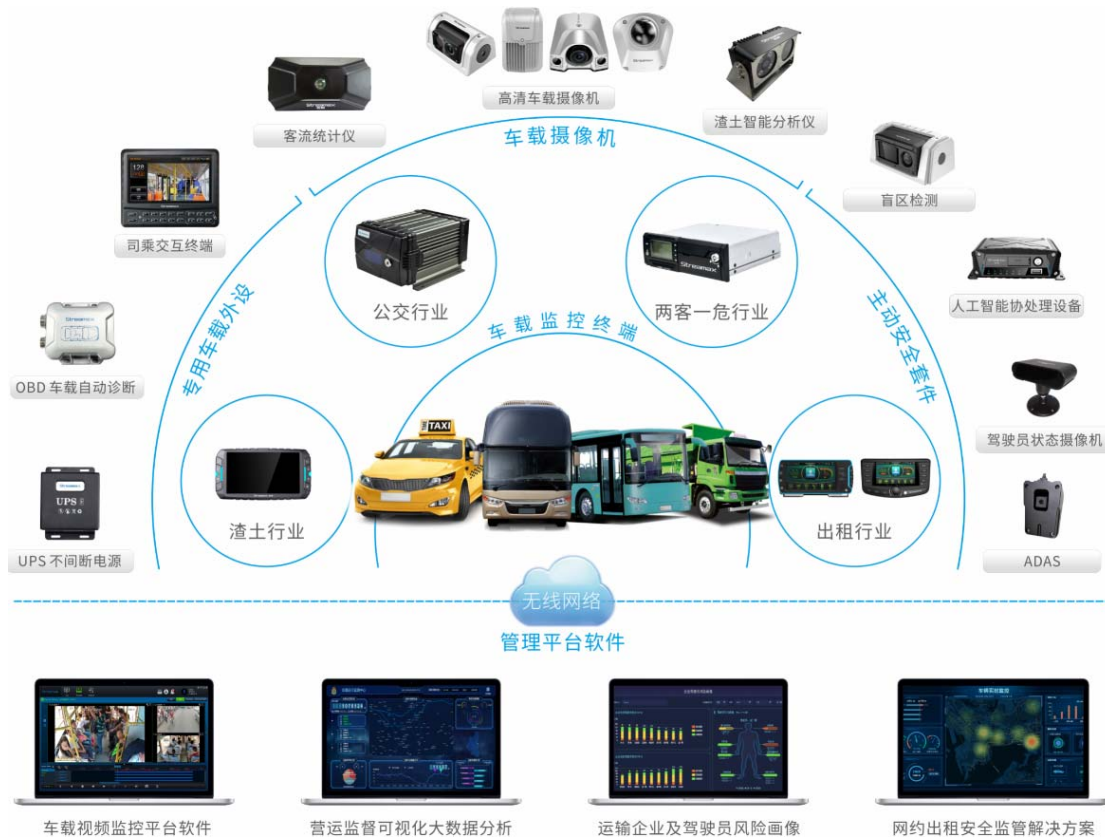 高清车载摄像机
客流统计仪
渣土智能分析仪
车载摄像机
盲区检测
司乘交互终端
专用车载外设
公交行业
Streamax
两客一危行业
主动安全套件
人工智能协处理设备
车载监控终端
OBD 车载自动诊断
驾驶员状态摄像机
TAXI
UPS
UPS 不间断电源
渣土行业
出租行业
ADAS
无线网络
管理平台软件
车辆实时监控
车载视频监控平台软件
营运监督可视化大数据分析
运输企业及驾驶员风险画像
网约出租安全监管解决方案